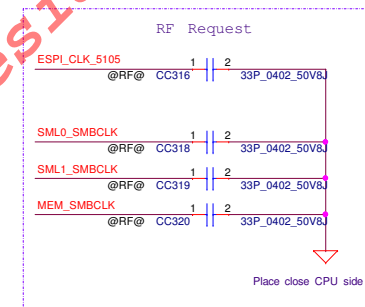 RF Request
ESPI_CLK_5105
1 2
@RF@ CC316 33P_0402_50V8J
SML0_SMBCLK
1 2
@RF@ CC318 33P_0402_50V8J
SML1_SMBCLK
1 2
@RF@ CC319 33P_0402_50V8J
MEM_SMBCLK
1 2
@RF@ CC320 33P_0402_50V8J
Place close CPU side